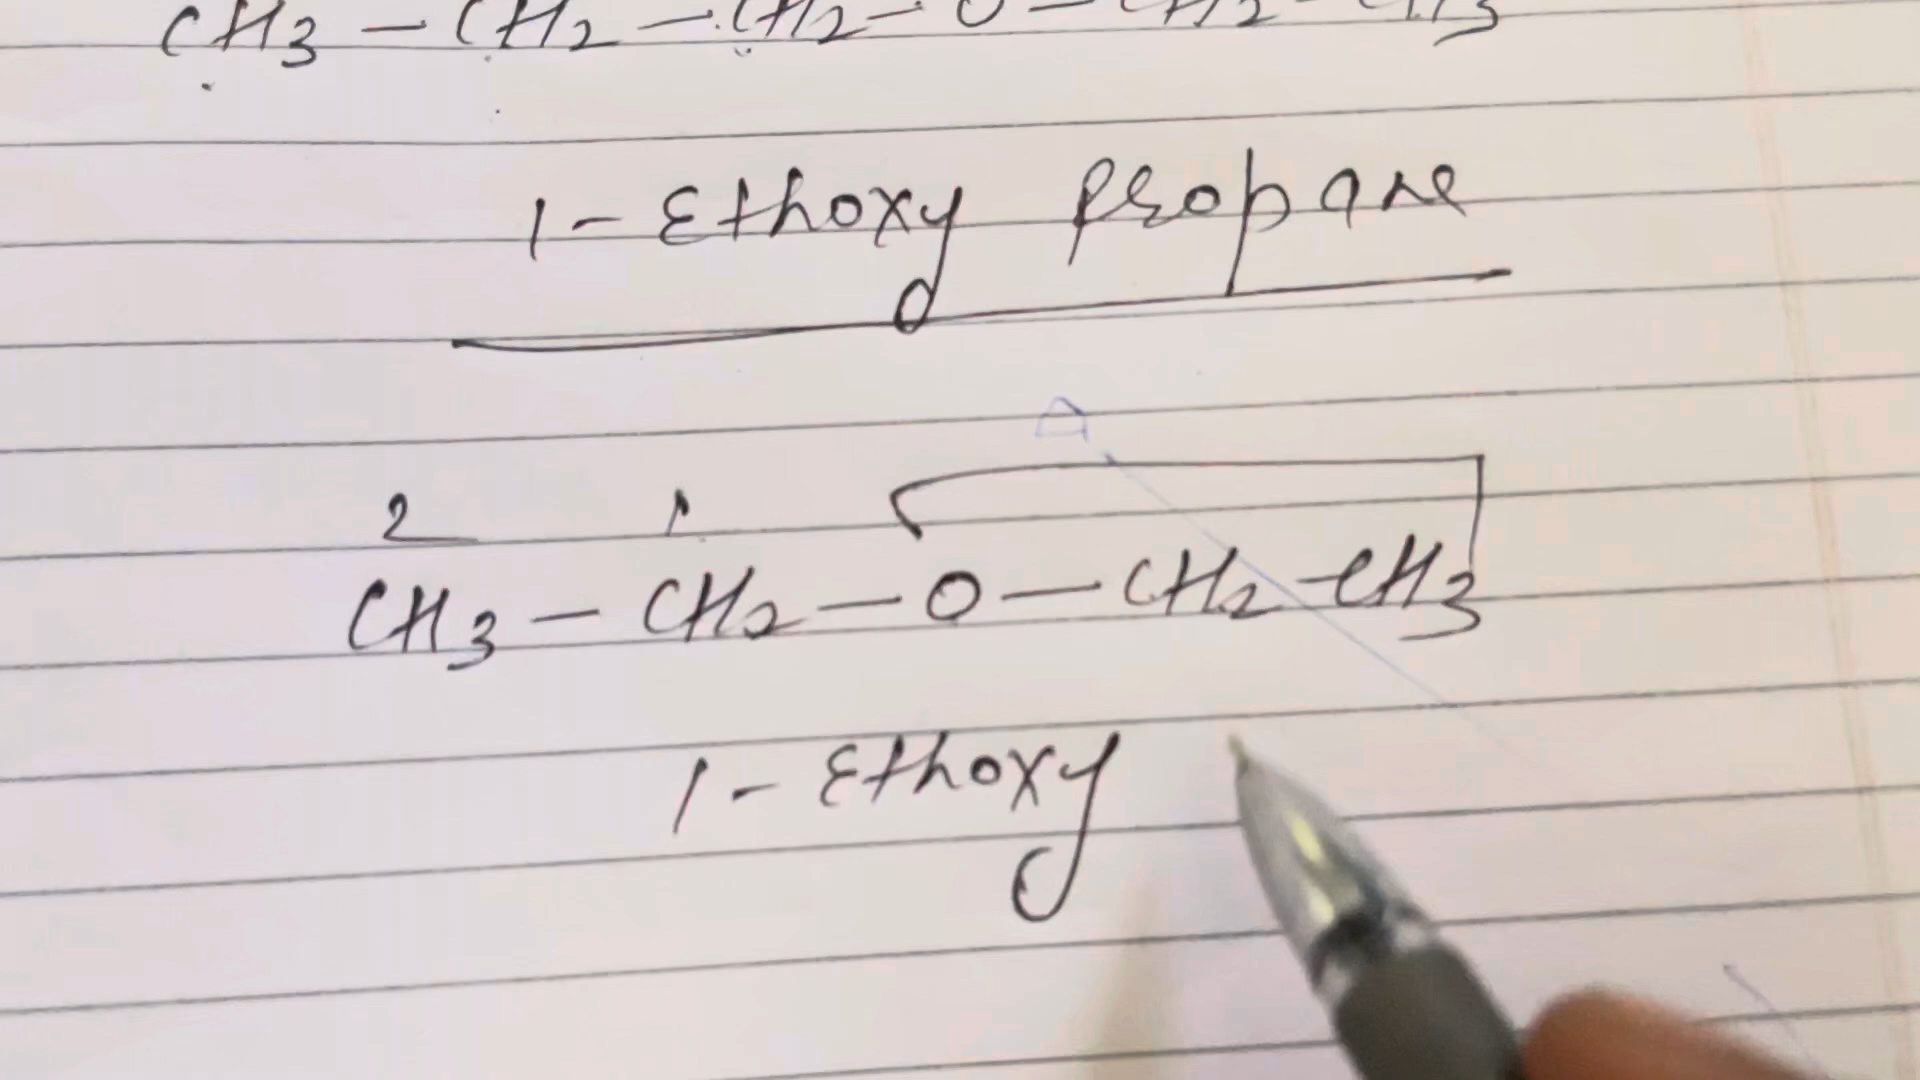 CH3 - CH2 - CH2 - O - CH2 - CH3
1 - Ethoxy propane
2 1
CH3 - CH2 - O - CH2 - CH3
1 - Ethoxy